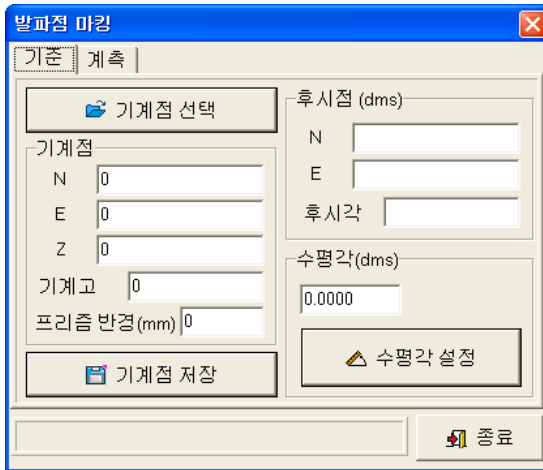 발파점 마킹
기준 계측
기계점 선택
기계점
N 0
E 0
Z 0
기계고 0
프리즘 반경(mm) 0
기계점 저장
후시점 (dms)
N
E
후시각
수평각(dms)
0.0000
수평각 설정
종료